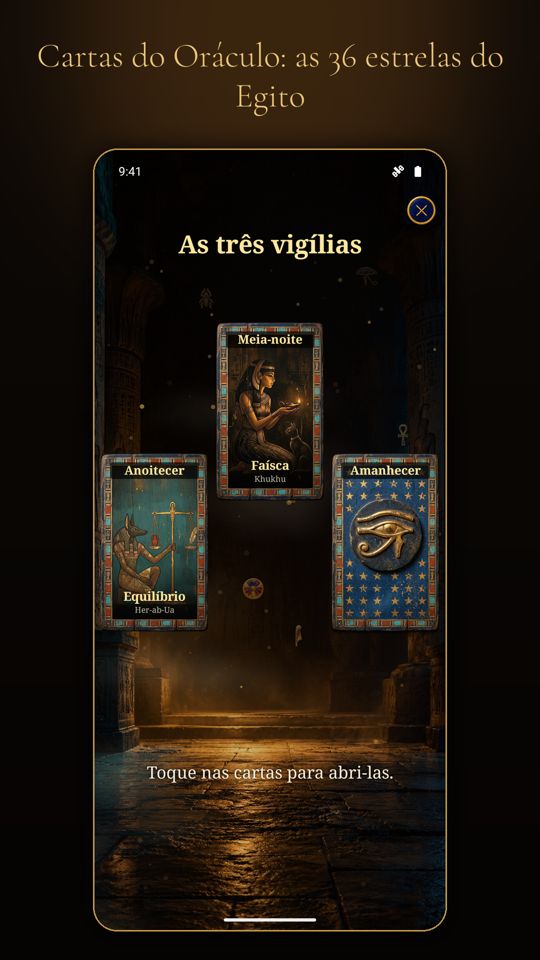 Cartas do Oráculo: as 36 estrelas do
Egito
9:41
As três vigílias
Meia-noite
Faísca
Khukhu
Anoitecer
Equilíbrio
Her-ab-Ua
Amanhecer
Toque nas cartas para abri-las.